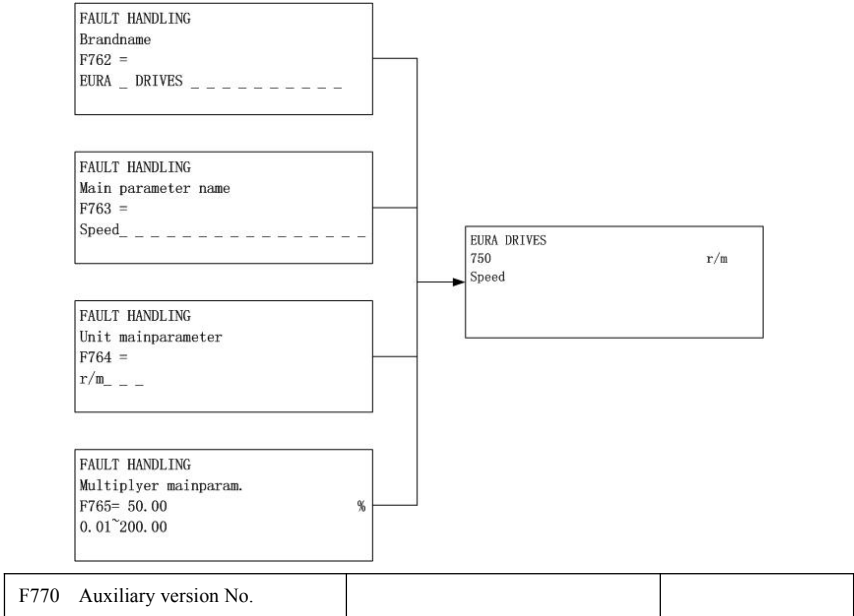 FAULT HANDLING
Brandname
F762 =
EURA _ DRIVES _ _ _ _ _ _ _ _ _ _
FAULT HANDLING
Main parameter name
F763 =
Speed_ _ _ _ _ _ _ _ _ _ _ _ _ _ _ _
FAULT HANDLING
Unit mainparameter
F764 =
r/m_ _ _
FAULT HANDLING
Multiplyer mainparam.
F765= 50.00 %
0.01~200.00
EURA DRIVES
750 r/m
Speed
F770 Auxiliary version No.